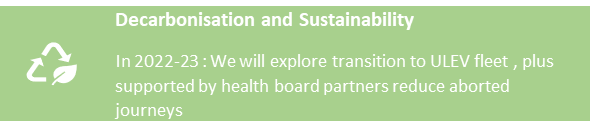 Decarbonisation and Sustainability
In 2022-23 : We will explore transition to ULEV fleet , plus
supported by health board partners reduce aborted
journeys